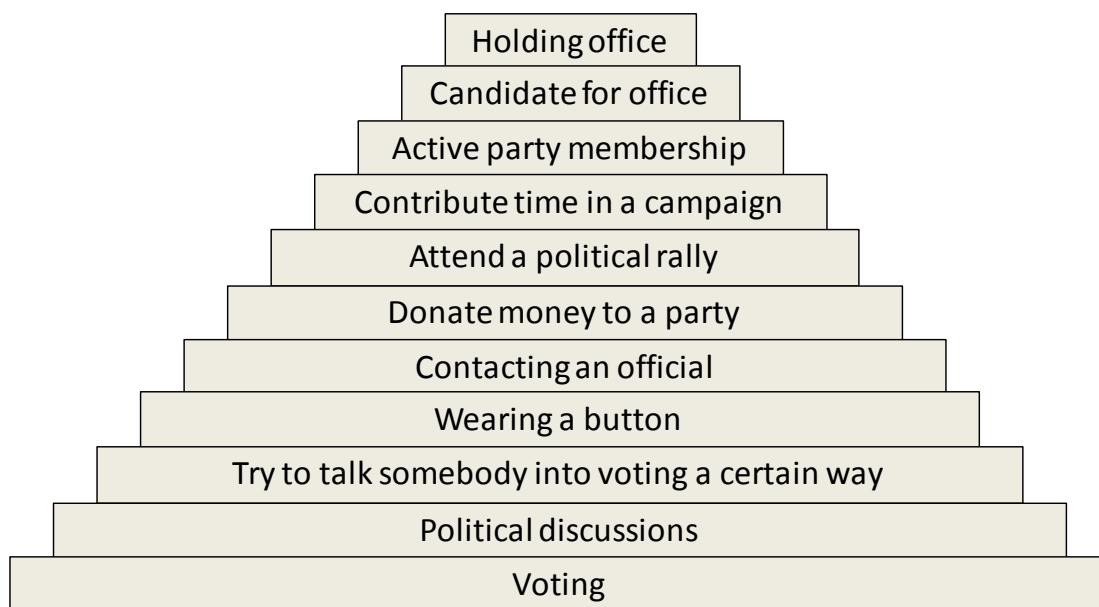 Holding office
Candidate for office
Active party membership
Contribute time in a campaign
Attend a political rally
Donate money to a party
Contacting an official
Wearing a button
Try to talk somebody into voting a certain way
Political discussions
Voting